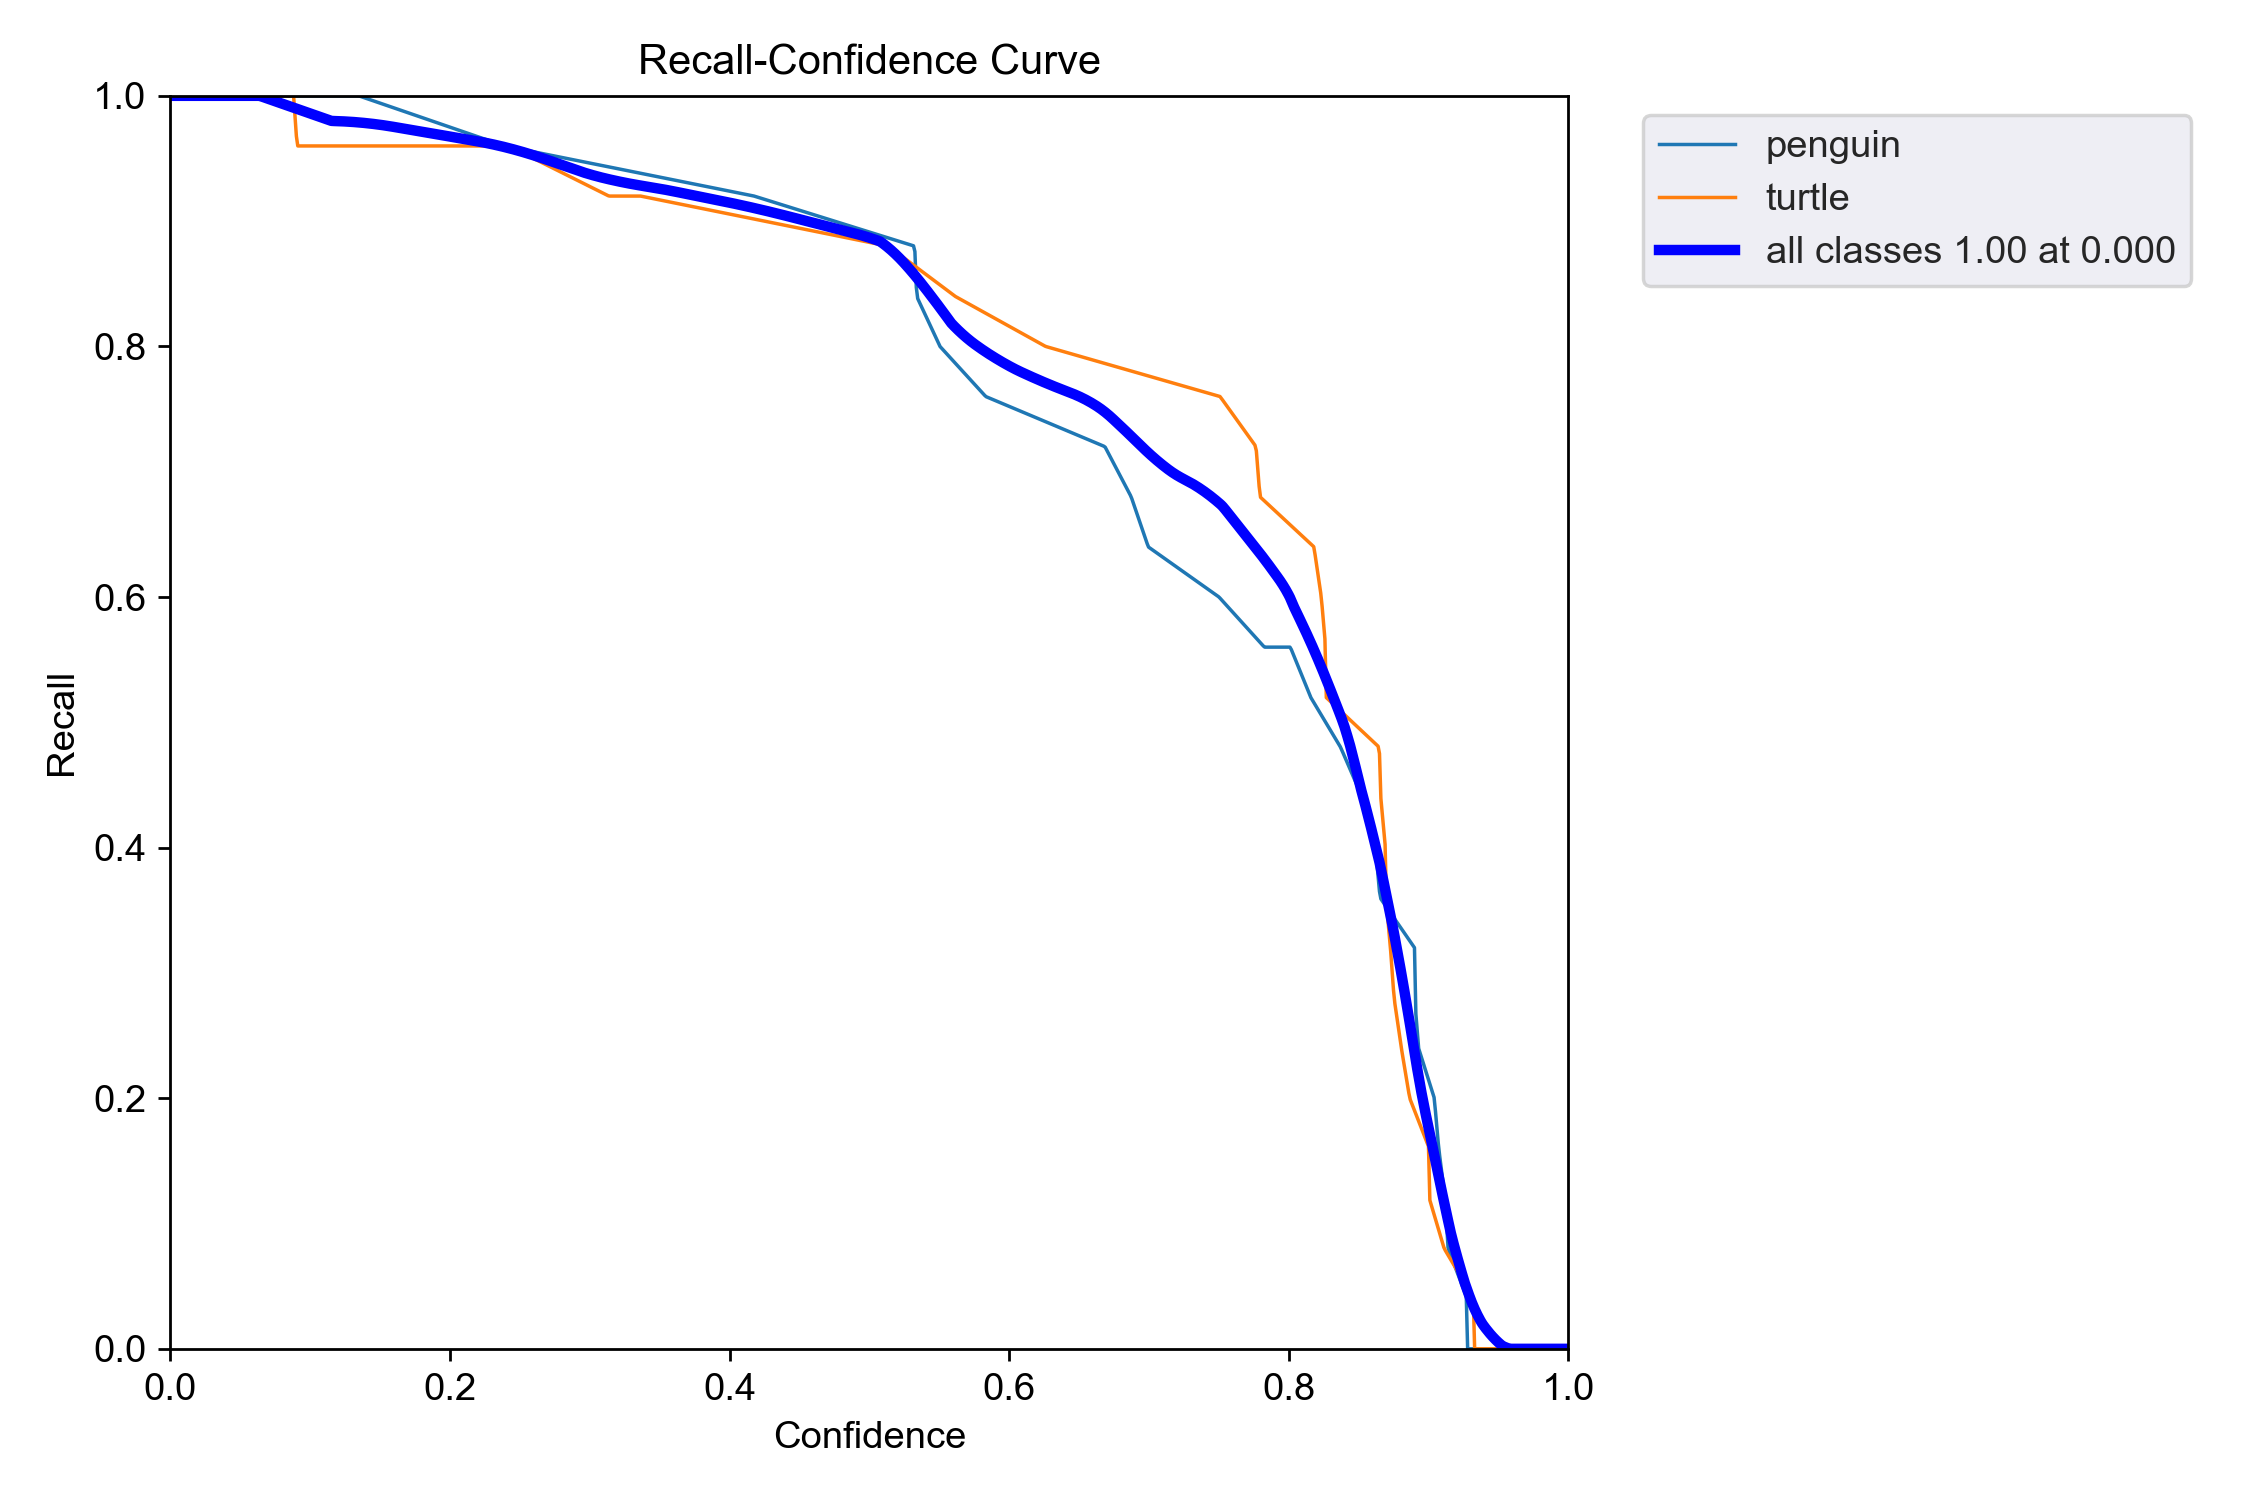 Recall-Confidence Curve
1.0
0.8
0.6
0.4
0.2
0.0
Recall
0.0 0.2 0.4 0.6 0.8 1.0
Confidence
penguin
turtle
all classes 1.00 at 0.000